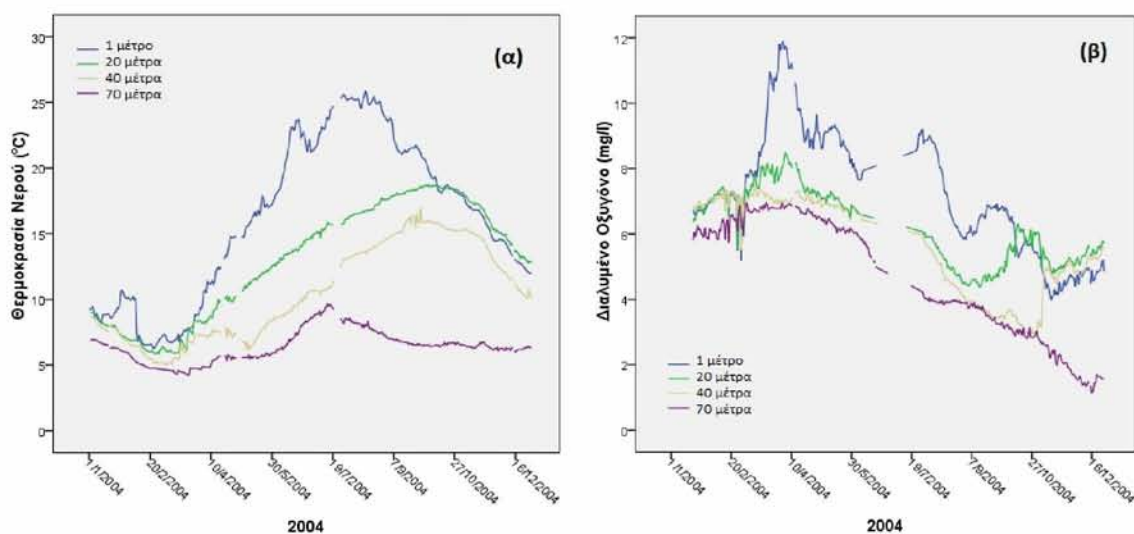 (α)
1 μέτρο
20 μέτρα
40 μέτρα
70 μέτρα
Θερμοκρασία Νερού (°C)
30
25
20
15
10
5
0
1/1/2004
20/2/2004
10/4/2004
30/5/2004
19/7/2004
7/9/2004
27/10/2004
16/12/2004
2004
(β)
Διαλυμένο Οξυγόνο (mg/l)
12
10
8
6
4
2
0
1 μέτρο
20 μέτρα
40 μέτρα
70 μέτρα
1/1/2004
20/2/2004
10/4/2004
30/5/2004
19/7/2004
7/9/2004
27/10/2004
16/12/2004
2004